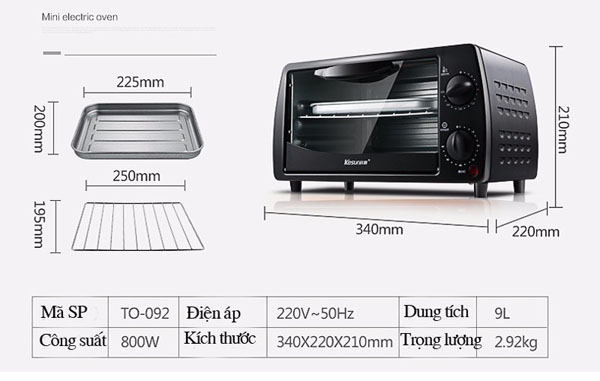 Mini electric oven
225mm
200mm
250mm
195mm
Kesun
210mm
340mm
220mm
Mã SP TO-092 Điện áp 220V~50Hz Dung tích 9L
Công suất 800W Kích thước 340X220X210mm Trọng lượng 2.92kg